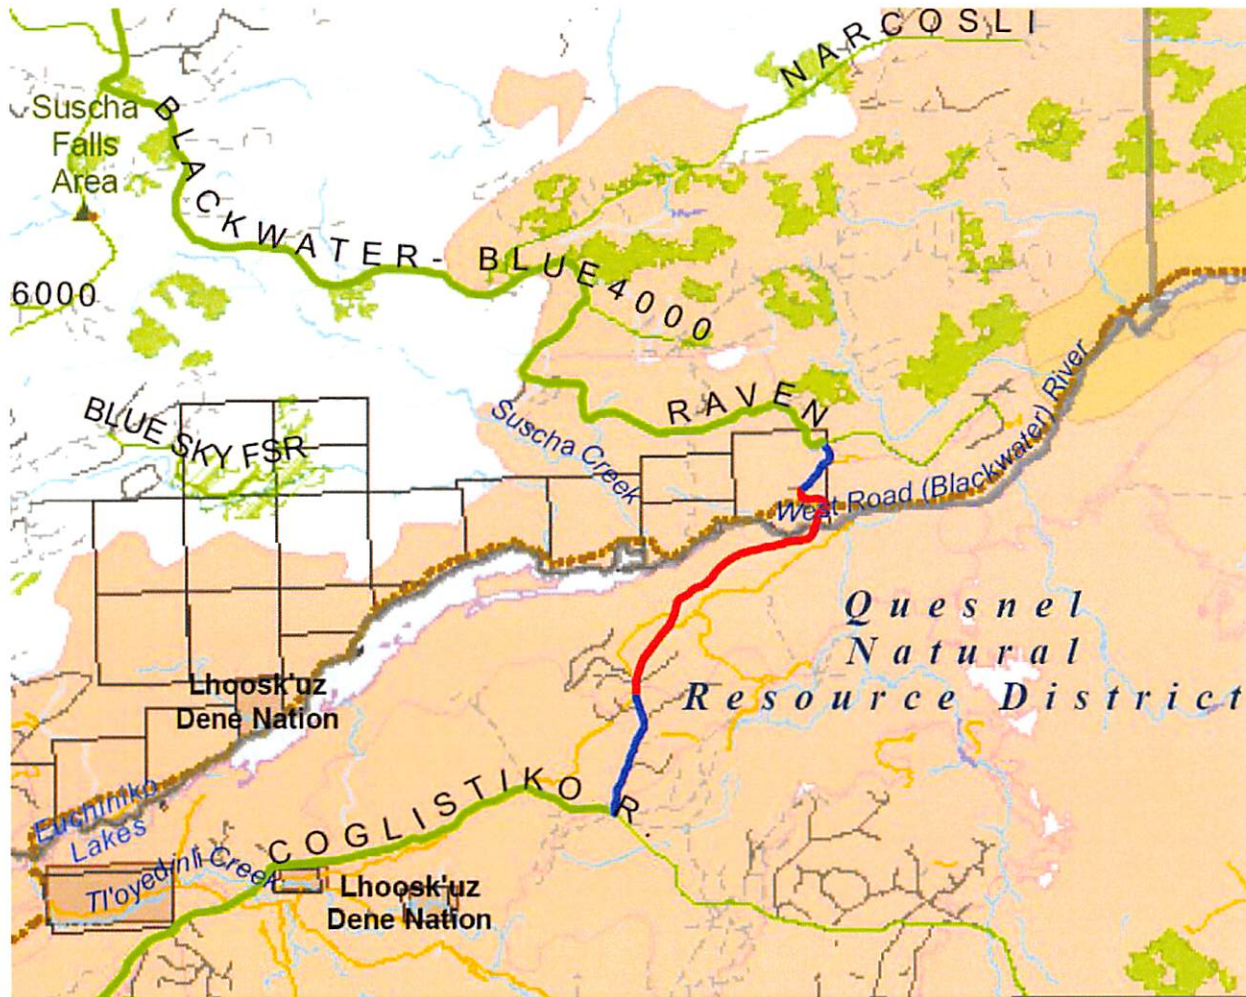 NARCOSLI
Suscha
Falls
Area
BLACKWATER- BLUE
6000
4000
BLUE SKY FSR
RAVEN
Suscha Creek
West Road (Blackwater) River
Quesnel
Natural
Resource District
Lhoosk'uz
Dene Nation
Euchiniko
Lakes
COGLISTIKO R.
Tl'oyedinli Creek
Lhoosk'uz
Dene Nation